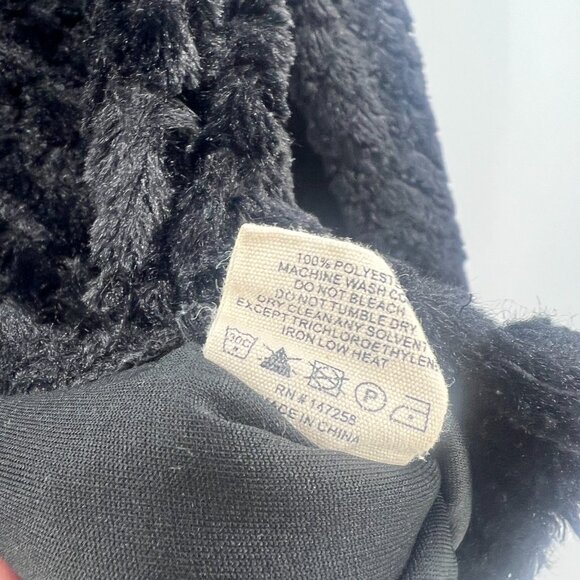 100% POLYESTE
MACHINE WASH CO
DO NOT BLEACH
DO NOT TUMBLE DRY
DRY CLEAN ANY SOLVENT
EXCEPT TRICHLOROETHYLENE
IRON LOW HEAT
30C P
RN # 147258
MADE IN CHINA